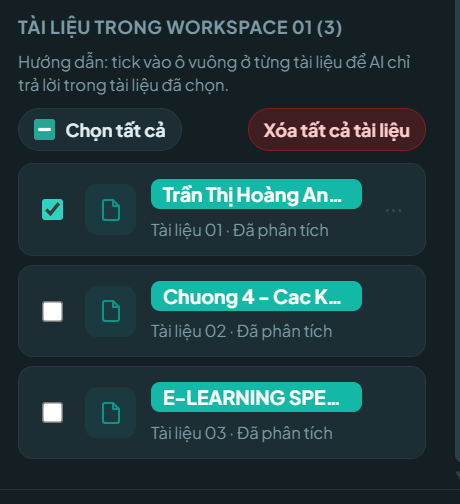 TÀI LIỆU TRONG WORKSPACE 01 (3)
Hướng dẫn: tick vào ô vuông ở từng tài liệu để AI chỉ
trả lời trong tài liệu đã chọn.
Chọn tất cả
Xóa tất cả tài liệu
Trần Thị Hoàng An...
...
Tài liệu 01 · Đã phân tích
Chuong 4 - Cac K...
Tài liệu 02 · Đã phân tích
E-LEARNING SPE...
Tài liệu 03 · Đã phân tích